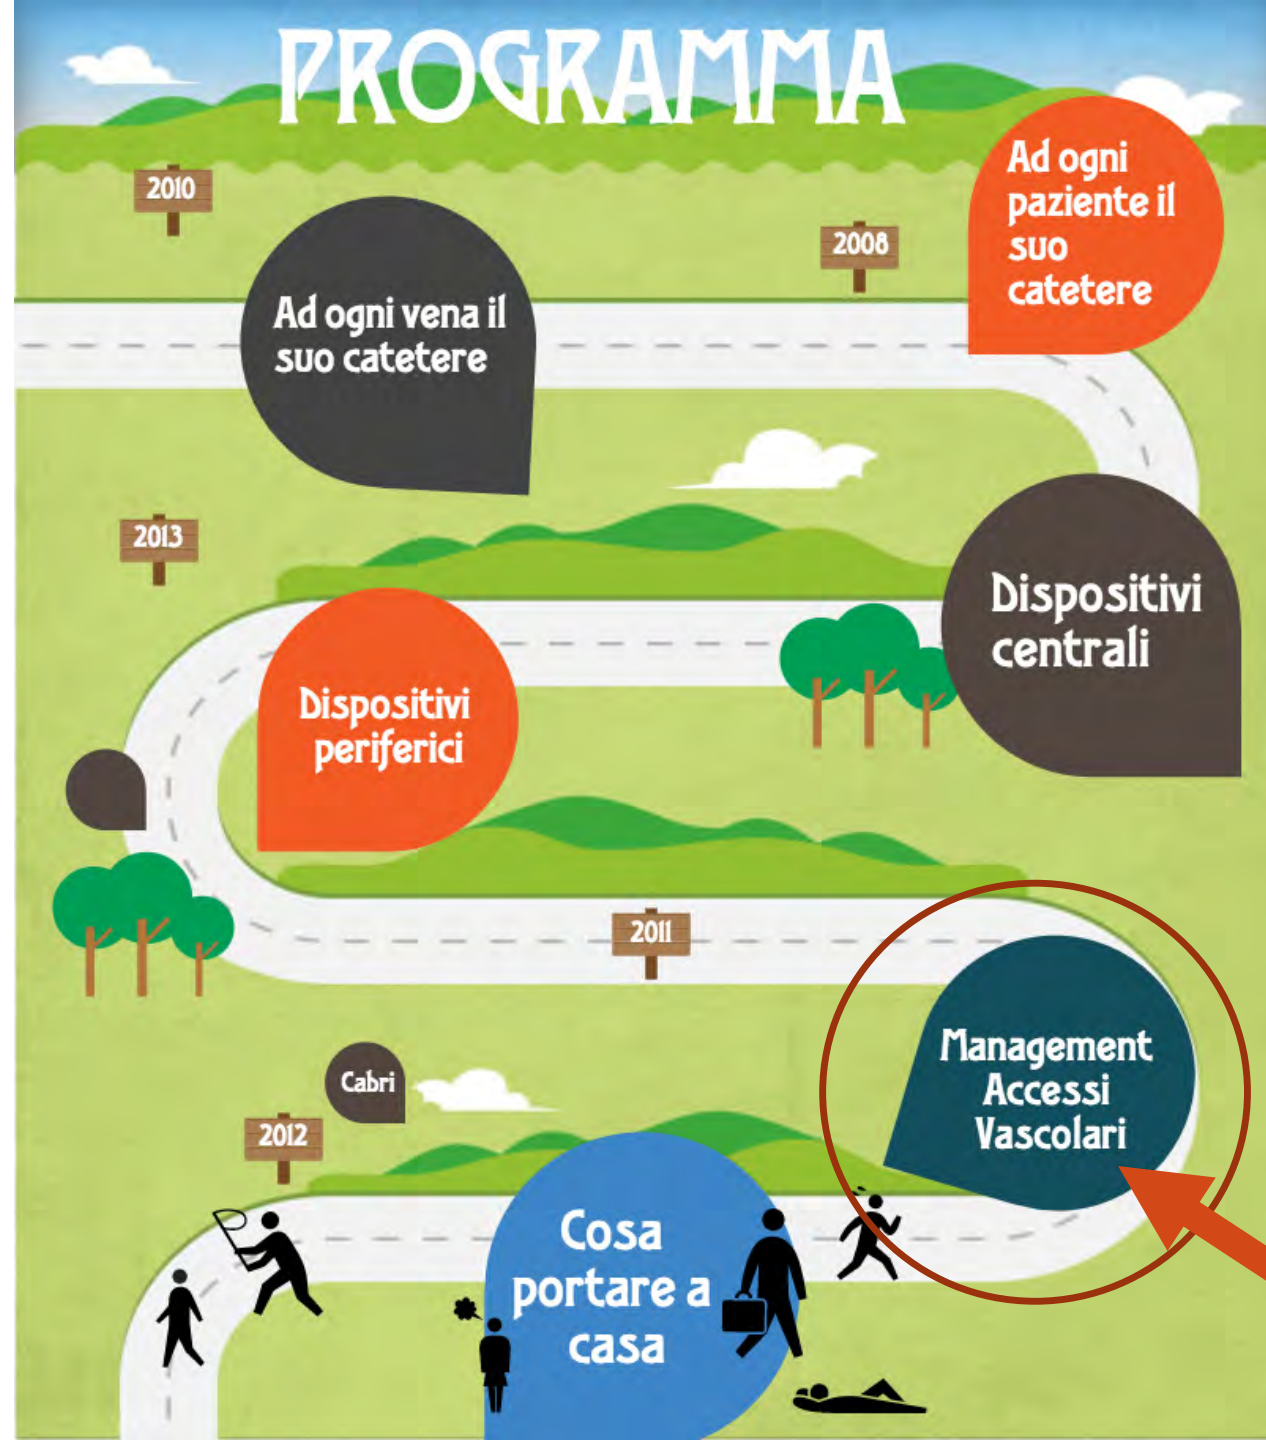 PROGRAMMA
2010
2008
Ad ogni
paziente il
suo
catetere
Ad ogni vena il
suo catetere
2013
Dispositivi
centrali
Dispositivi
periferici
2011
Management
Accessi
Vascolari
Cabri
2012
Cosa
portare a
casa